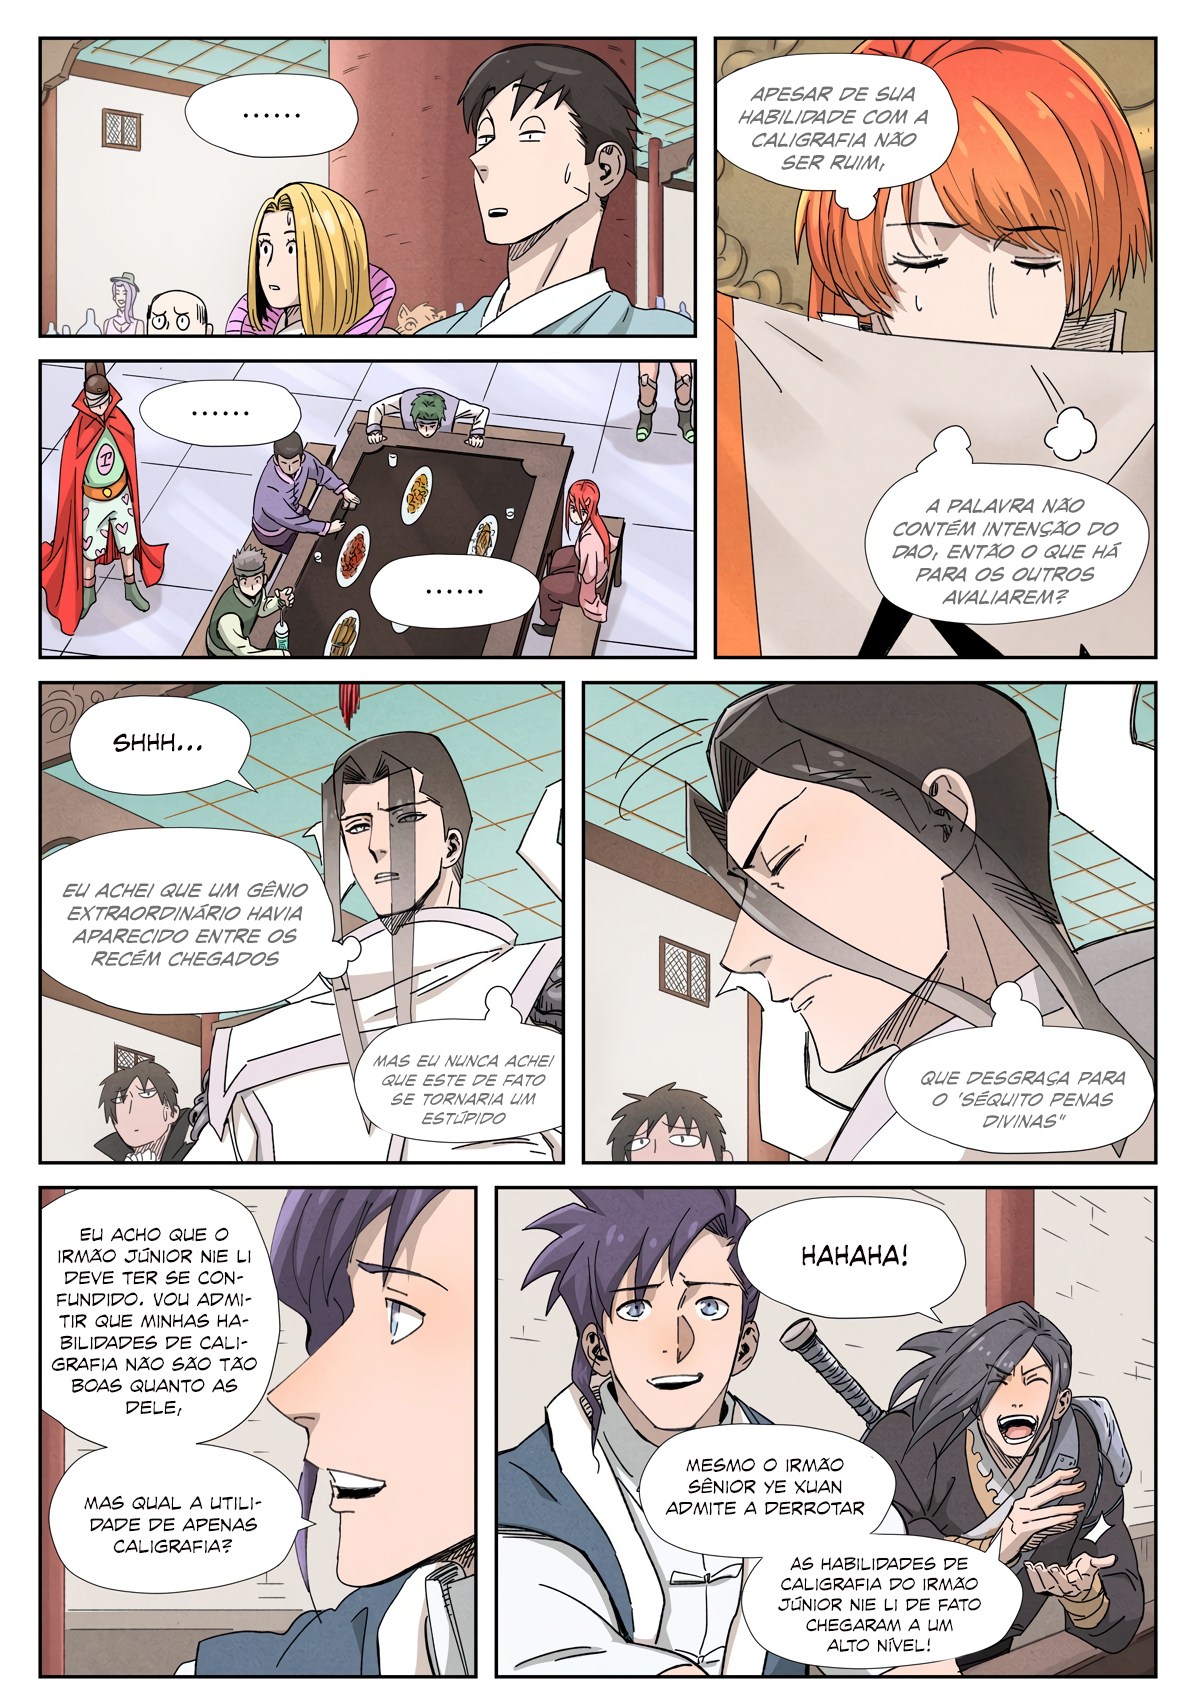 ......
APESAR DE SUA
HABILIDADE COM A
CALIGRAFIA NÃO
SER RUIM;
......
......
A PALAVRA NÃO
CONTÉM INTENÇÃO DO
DAO; ENTÃO O QUE HÁ
PARA OS OUTROS
AVALIAREM?
SHHH...
EU ACHEI QUE UM GÊNIO
EXTRAORDINÁRIO HAVIA
APARECIDO ENTRE OS
RECÉM CHEGADOS
MAS EU NUNCA ACHEI
QUE ESTE DE FATO
SE TORNARIA UM
ESTÚPIDO
QUE DESGRAÇA PARA
O 'SÉQUITO PENAS
DIVINAS"
EU ACHO QUE O
IRMÃO JÚNIOR NIE LI
DEVE TER SE CON-
FUNDIDO. VOU ADMI-
TIR QUE MINHAS HA-
BILIDADES DE CALI-
GRAFIA NÃO SÃO TÃO
BOAS QUANTO AS
DELE;
MAS QUAL A UTILI-
DADE DE APENAS
CALIGRAFIA?
HAHAHA!
MESMO O IRMÃO
SÊNIOR YE XUAN
ADMITE A DERROTAR
AS HABILIDADES DE
CALIGRAFIA DO IRMÃO
JÚNIOR NIE LI DE FATO
CHEGARAM A UM
ALTO NÍVEL!